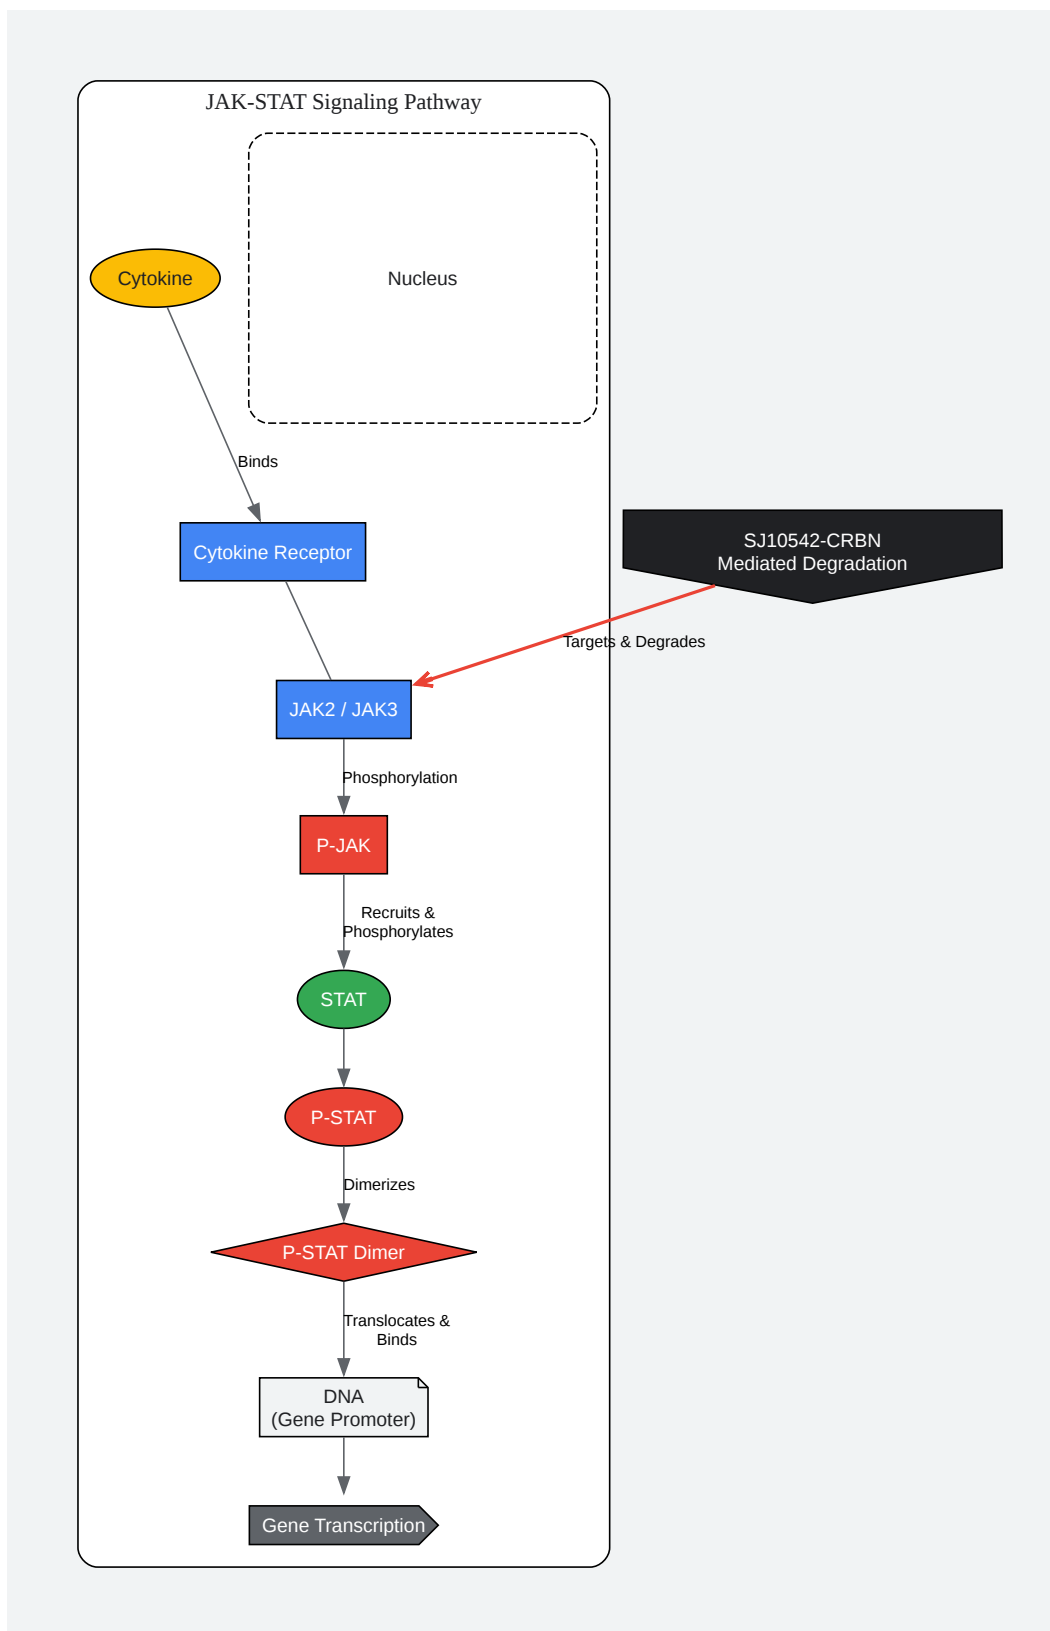 JAK-STAT Signaling Pathway
Cytokine
Nucleus
Binds
Cytokine Receptor
SJ10542-CRBN
Mediated Degradation
Targets & Degrades
JAK2 / JAK3
Phosphorylation
P-JAK
Recruits &
Phosphorylates
STAT
P-STAT
Dimerizes
P-STAT Dimer
Translocates &
Binds
DNA
(Gene Promoter)
Gene Transcription